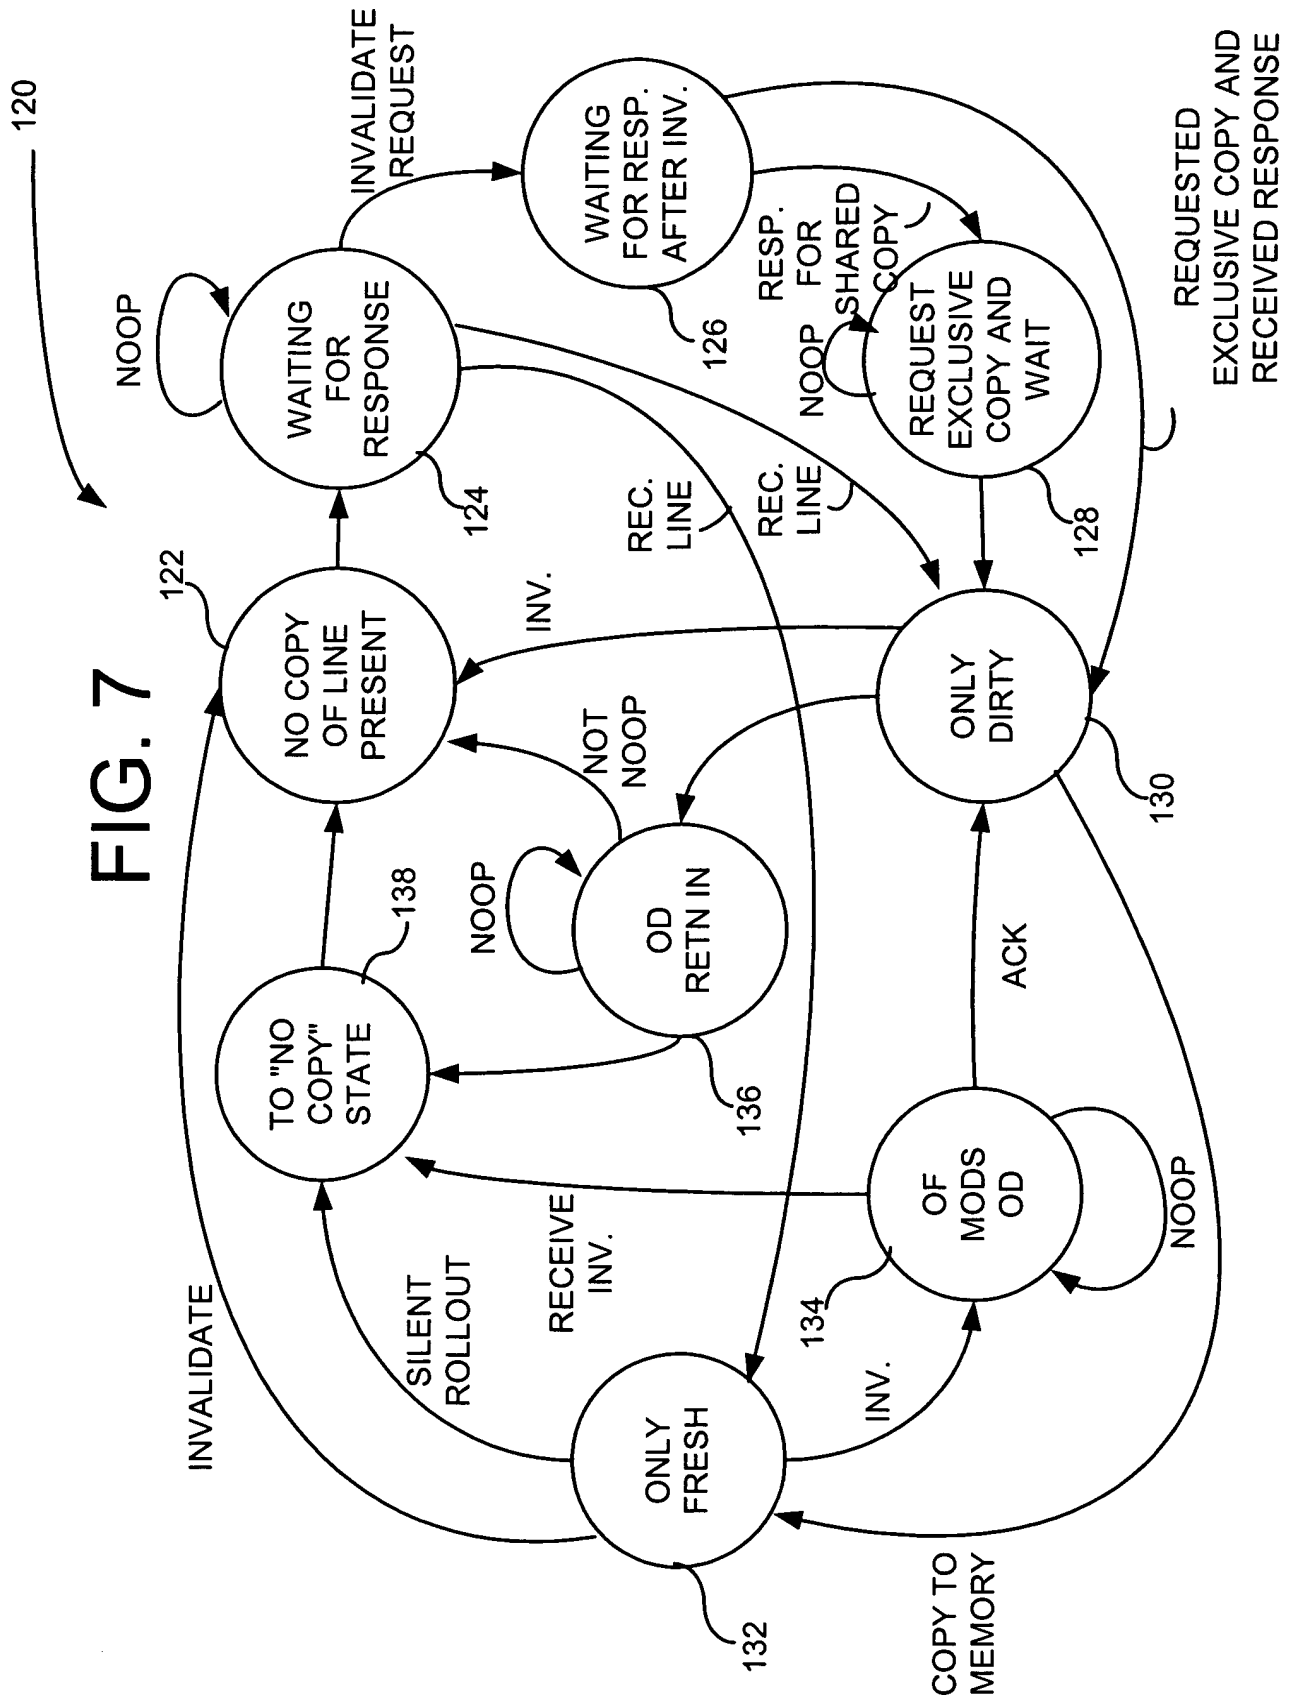 FIG. 7
120
INVALIDATE
SILENT
ROLLOUT
TO "NO
COPY"
STATE
138
NO COPY
OF LINE
PRESENT
122
NOOP
WAITING
FOR
RESPONSE
124
INVALIDATE
REQUEST
WAITING
FOR RESP.
AFTER INV.
126
RECEIVE
INV.
NOOP
OD
RETN IN
136
NOT
NOOP
INV.
REC.
LINE
REC.
LINE
RESP.
FOR
SHARED
COPY
NOOP
REQUEST
EXCLUSIVE
COPY AND
WAIT
128
ONLY
FRESH
132
INV.
134
OF
MODS
OD
NOOP
ACK
ONLY
DIRTY
130
COPY TO
MEMORY
REQUESTED
EXCLUSIVE COPY AND
RECEIVED RESPONSE